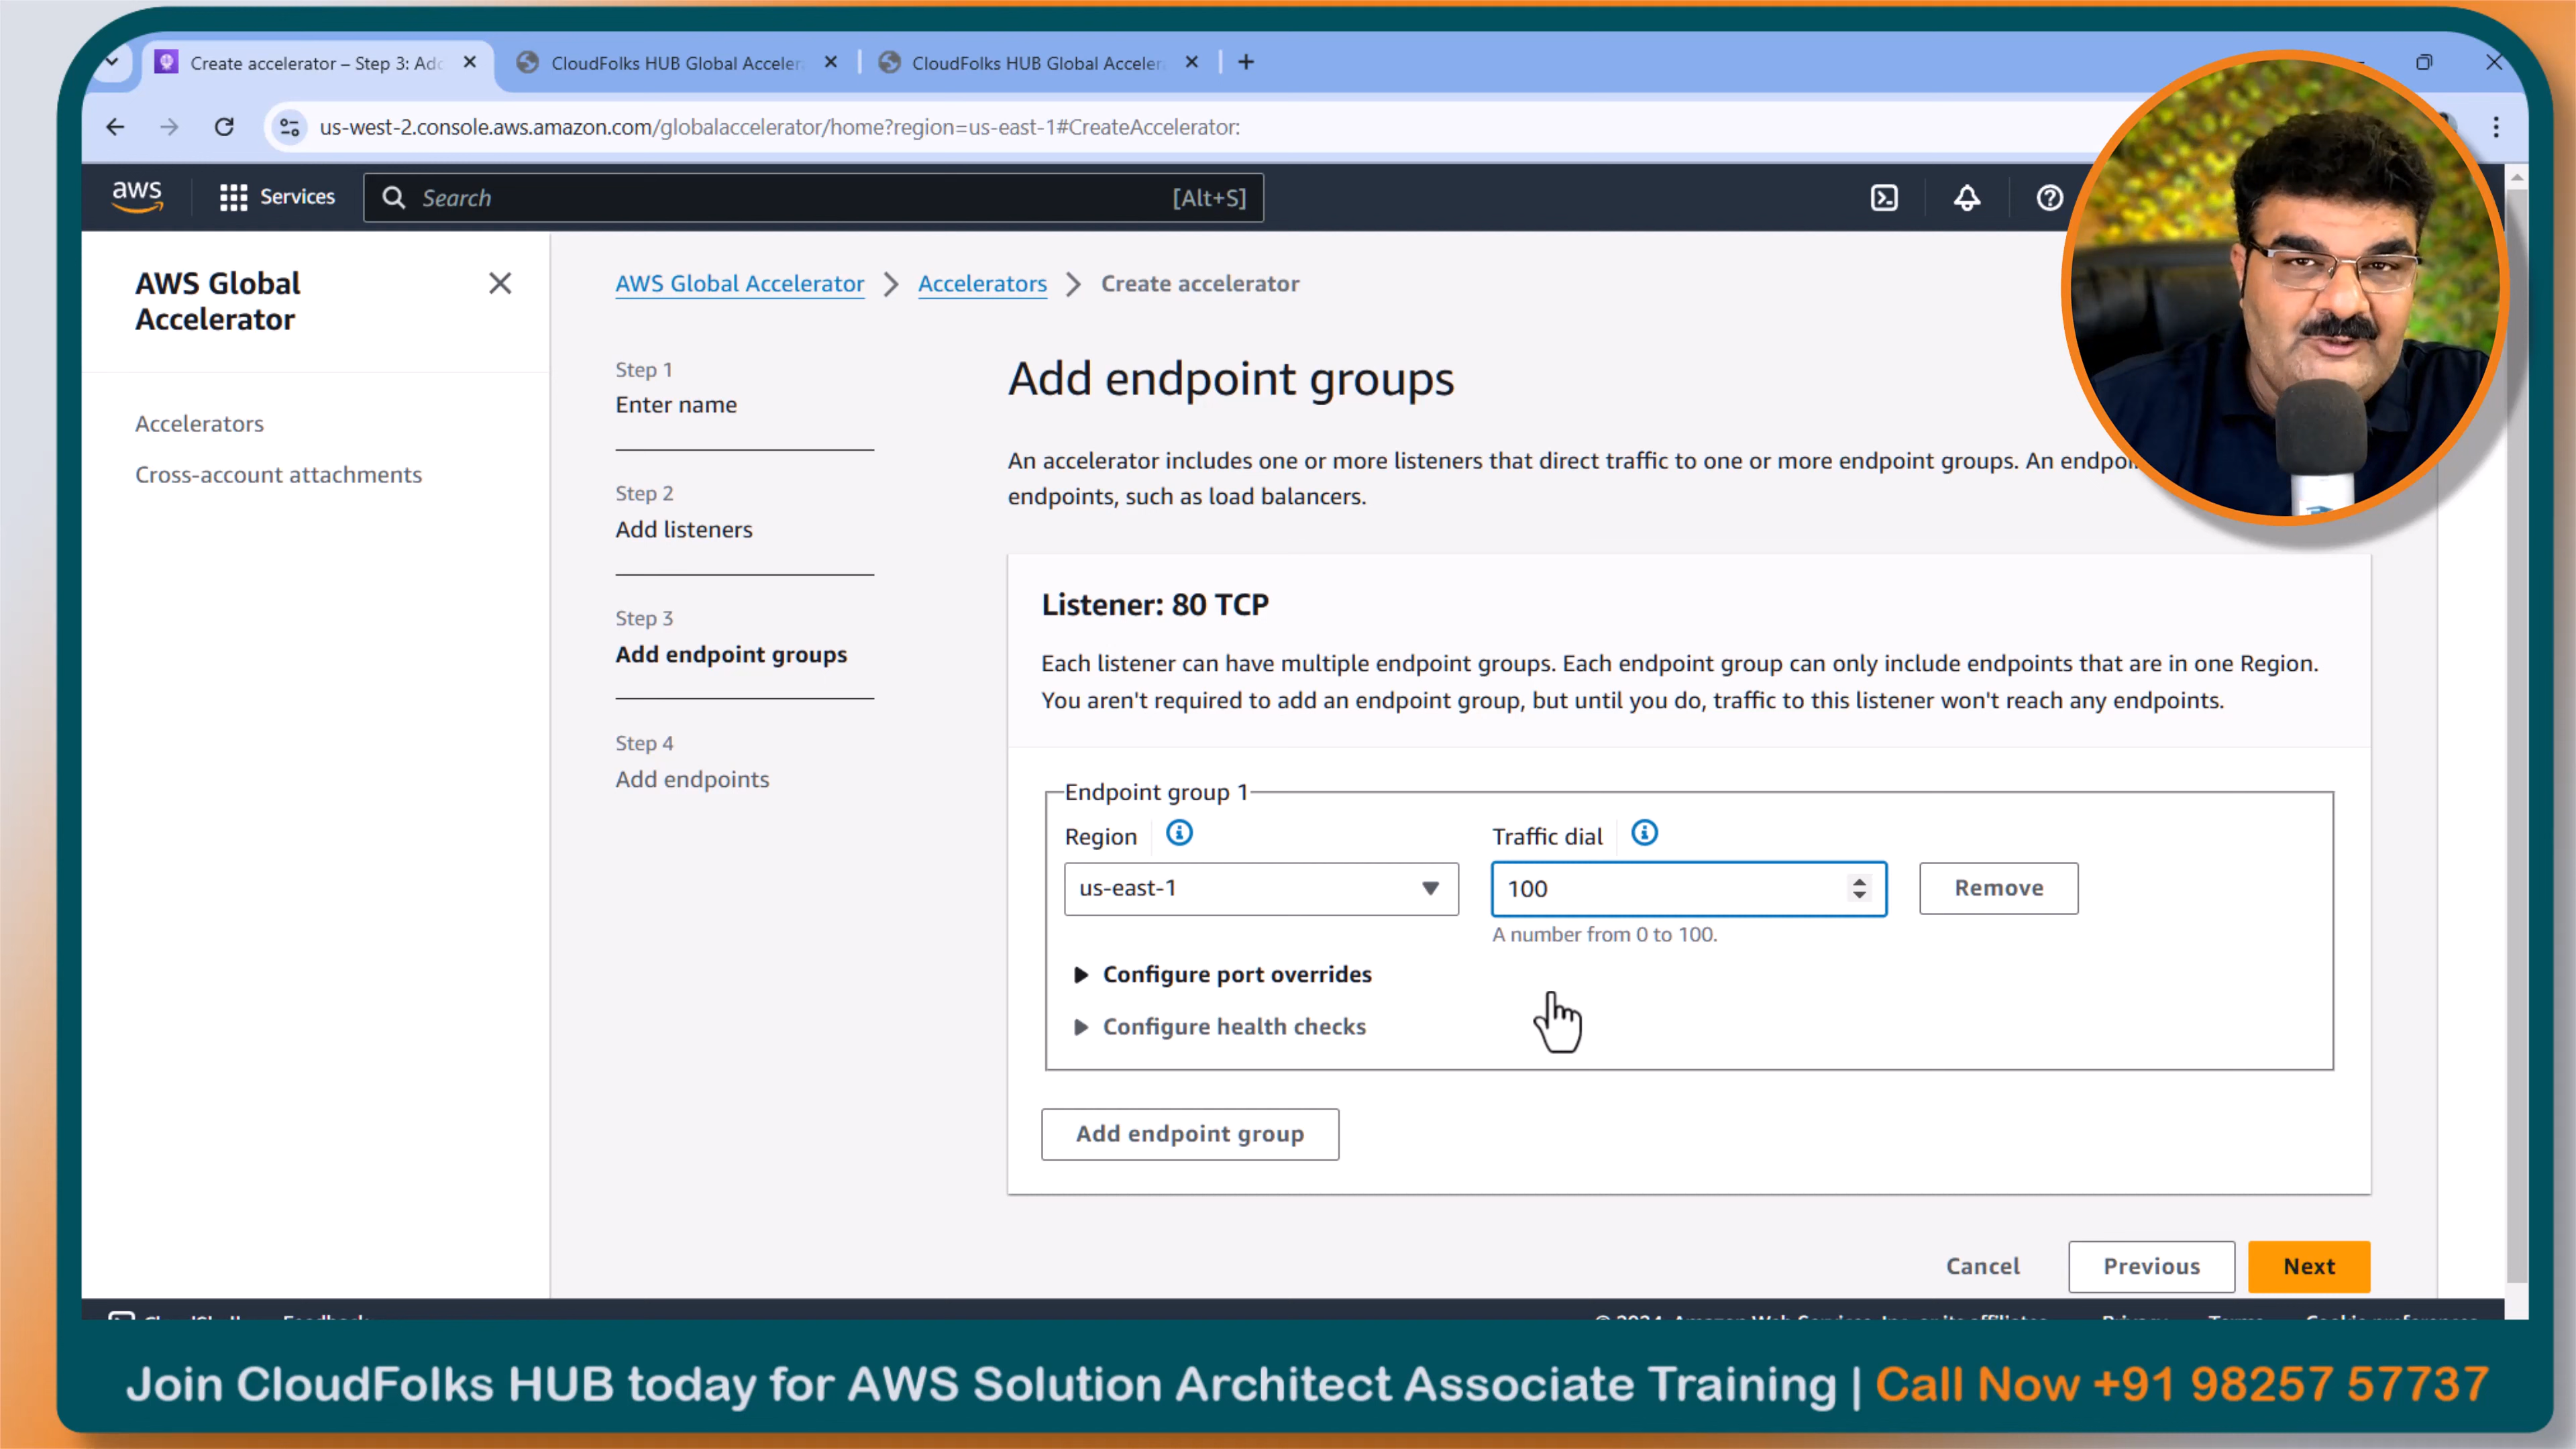 Create accelerator – Step 3: Adc
CloudFolks HUB Global Acceler
CloudFolks HUB Global Acceler
us-west-2.console.aws.amazon.com/globalaccelerator/home?region=us-east-1#CreateAccelerator:
aws
Services
Search
[Alt+S]
AWS Global
Accelerator
Accelerators
Cross-account attachments
AWS Global Accelerator
Accelerators
Create accelerator
Step 1
Enter name
Step 2
Add listeners
Step 3
Add endpoint groups
Step 4
Add endpoints
Add endpoint groups
An accelerator includes one or more listeners that direct traffic to one or more endpoint groups. An
endpoints, such as load balancers.
Listener: 80 TCP
Each listener can have multiple endpoint groups. Each endpoint group can only include endpoints that are in one Region.
You aren't required to add an endpoint group, but until you do, traffic to this listener won't reach any endpoints.
Endpoint group 1
Region
Traffic dial
us-east-1
100
Remove
A number from 0 to 100.
Configure port overrides
Configure health checks
Add endpoint group
Cancel
Previous
Next
Join CloudFolks HUB today for AWS Solution Architect Associate Training | Call Now +91 98257 57737